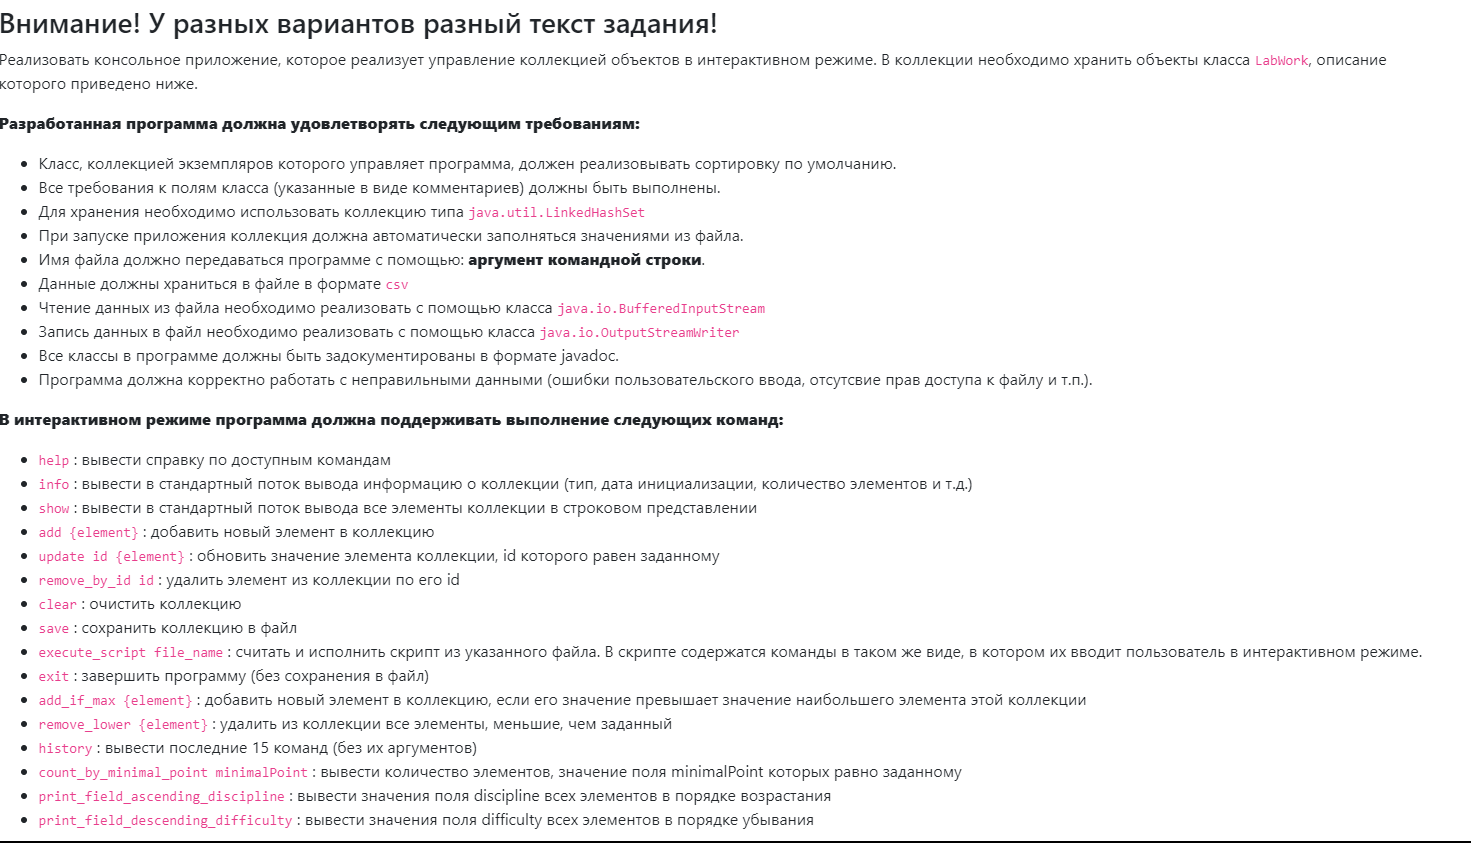 Внимание! У разных вариантов разный текст задания!
Реализовать консольное приложение, которое реализует управление коллекцией объектов в интерактивном режиме. В коллекции необходимо хранить объекты класса LabWork, описание
которого приведено ниже.
Разработанная программа должна удовлетворять следующим требованиям:
Класс, коллекцией экземпляров которого управляет программа, должен реализовывать сортировку по умолчанию.
Все требования к полям класса (указанные в виде комментариев) должны быть выполнены.
Для хранения необходимо использовать коллекцию типа java.util.LinkedHashSet
При запуске приложения коллекция должна автоматически заполняться значениями из файла.
Имя файла должно передаваться программе с помощью: аргумент командной строки.
Данные должны храниться в файле в формате csv
Чтение данных из файла необходимо реализовать с помощью класса java.io.BufferedInputStream
Запись данных в файл необходимо реализовать с помощью класса java.io.OutputStreamWriter
Все классы в программе должны быть задокументированы в формате javadoc.
Программа должна корректно работать с неправильными данными (ошибки пользовательского ввода, отсутсвие прав доступа к файлу и т.п.).
В интерактивном режиме программа должна поддерживать выполнение следующих команд:
help : вывести справку по доступным командам
info : вывести в стандартный поток вывода информацию о коллекции (тип, дата инициализации, количество элементов и т.д.)
show : вывести в стандартный поток вывода все элементы коллекции в строковом представлении
add {element} : добавить новый элемент в коллекцию
update id {element} : обновить значение элемента коллекции, id которого равен заданному
remove_by_id id : удалить элемент из коллекции по его id
clear : очистить коллекцию
save : сохранить коллекцию в файл
execute_script file_name : считать и исполнить скрипт из указанного файла. В скрипте содержатся команды в таком же виде, в котором их вводит пользователь в интерактивном режиме.
exit : завершить программу (без сохранения в файл)
add_if_max {element} : добавить новый элемент в коллекцию, если его значение превышает значение наибольшего элемента этой коллекции
remove_lower {element} : удалить из коллекции все элементы, меньшие, чем заданный
history : вывести последние 15 команд (без их аргументов)
count_by_minimal_point minimalPoint : вывести количество элементов, значение поля minimalPoint которых равно заданному
print_field_ascending_discipline : вывести значения поля discipline всех элементов в порядке возрастания
print_field_descending_difficulty : вывести значения поля difficulty всех элементов в порядке убывания